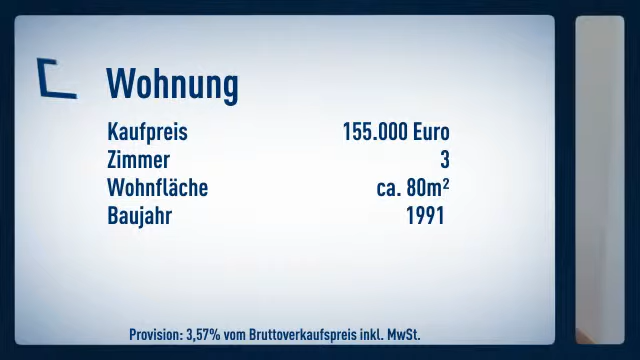 Wohnung
Kaufpreis 155.000 Euro
Zimmer 3
Wohnfläche ca. 80m²
Baujahr 1991
Provision: 3,57% vom Bruttoverkaufspreis inkl. MwSt.